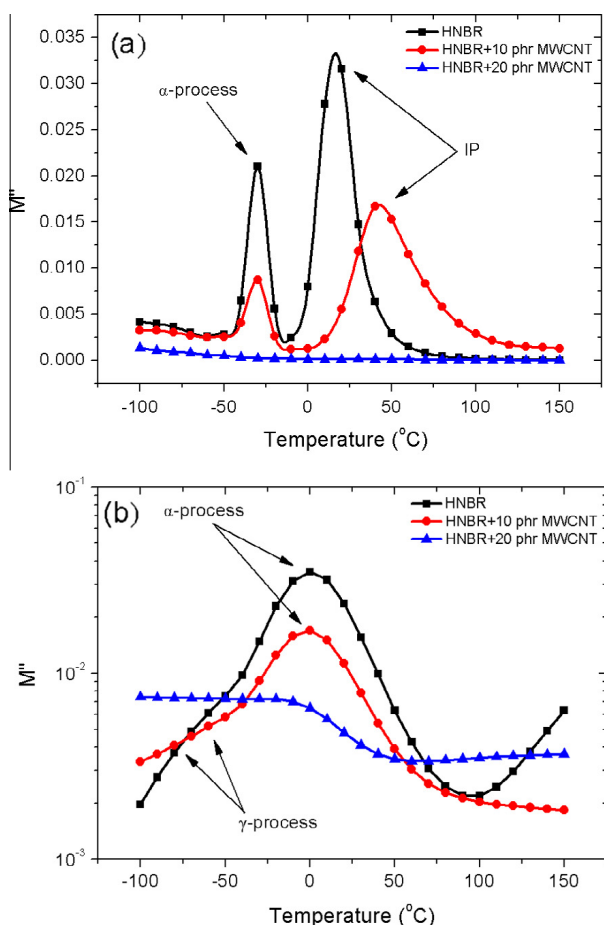 (a)
HNBR
HNBR+10 phr MWCNT
HNBR+20 phr MWCNT
α-process
IP
M''
0.035
0.030
0.025
0.020
0.015
0.010
0.005
0.000
-100 -50 0 50 100 150
Temperature (°C)
(b)
HNBR
HNBR+10 phr MWCNT
HNBR+20 phr MWCNT
α-process
γ-process
M''
10⁻¹
10⁻²
10⁻³
-100 -50 0 50 100 150
Temperature (°C)